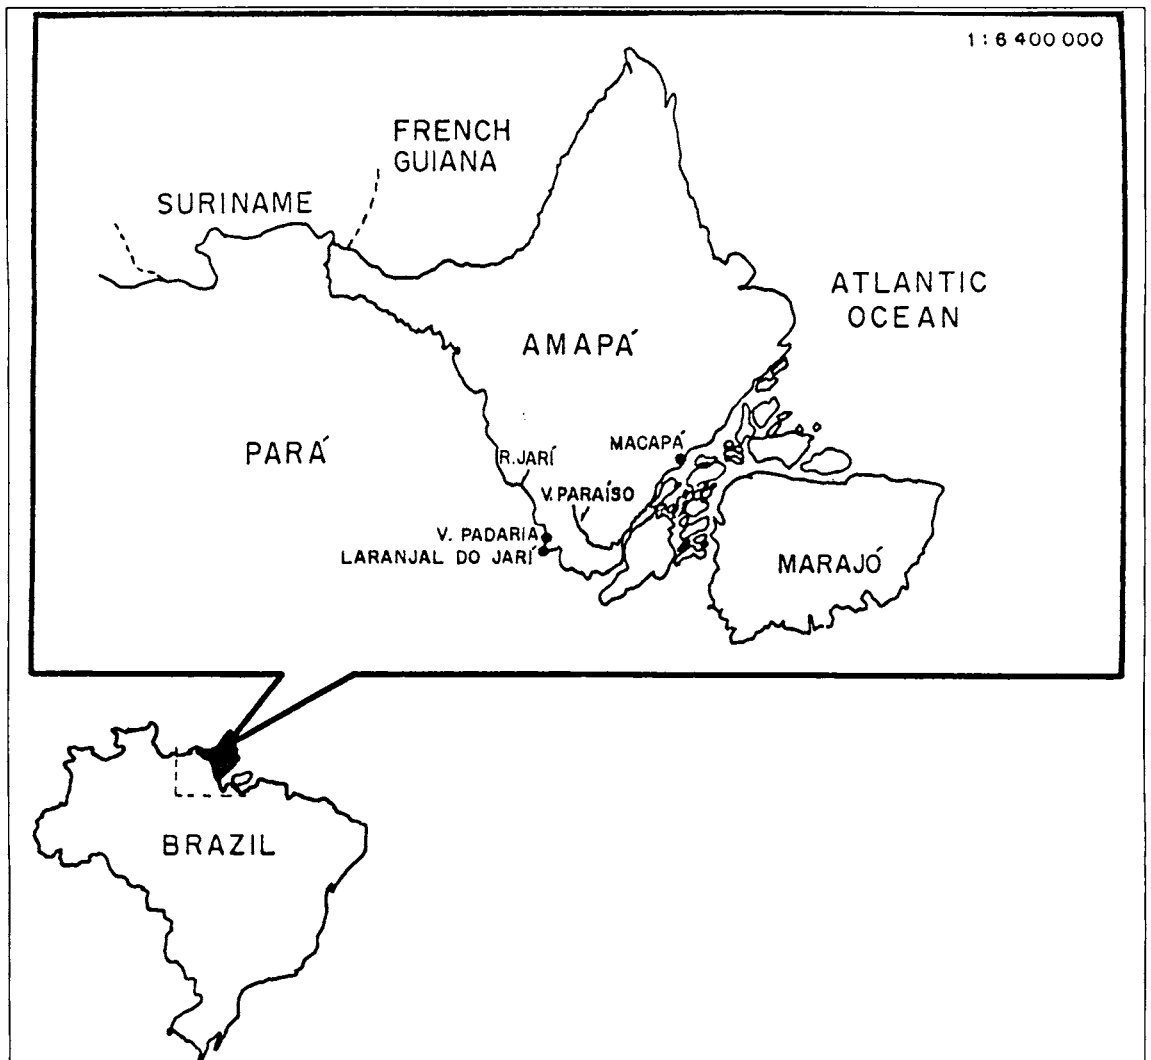 1:6 400 000
FRENCH
GUIANA
SURINAME
ATLANTIC
OCEAN
AMAPÁ
PARÁ
MACAPÁ
R. JARÍ
V. PARAÍSO
V. PADARIA
LARANJAL DO JARÍ
MARAJÓ
BRAZIL